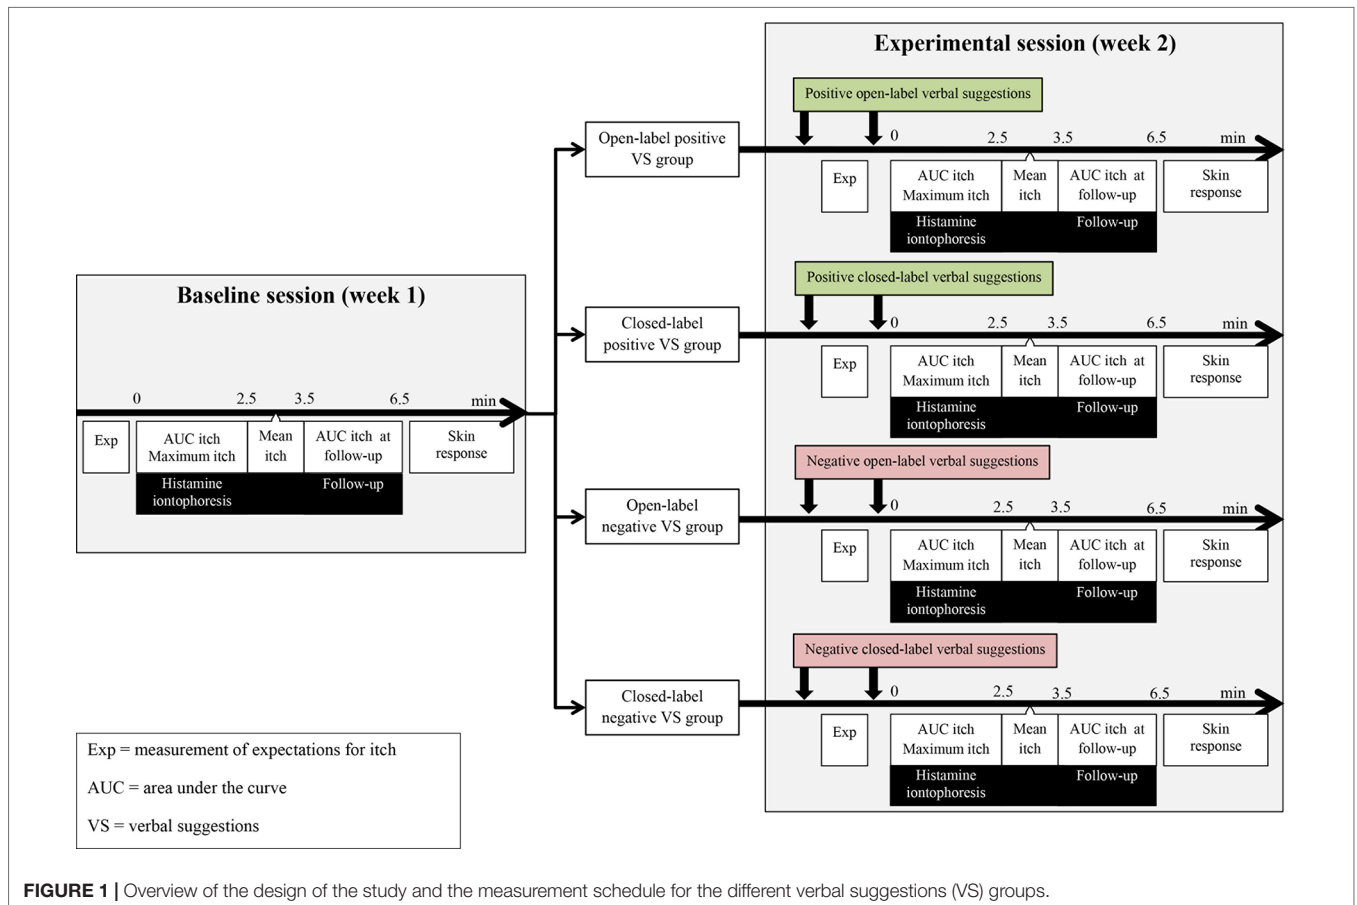 Experimental session (week 2)
Positive open-label verbal suggestions
Open-label positive
VS group
0
2.5
3.5
6.5
min
Exp
AUC itch
Maximum itch
Mean
itch
AUC itch at
follow-up
Skin
response
Histamine
iontophoresis
Follow-up
Positive closed-label verbal suggestions
Closed-label
positive VS group
0
2.5
3.5
6.5
min
Exp
AUC itch
Maximum itch
Mean
itch
AUC itch at
follow-up
Skin
response
Histamine
iontophoresis
Follow-up
Baseline session (week 1)
0
2.5
3.5
6.5
min
Exp
AUC itch
Maximum itch
Mean
itch
AUC itch at
follow-up
Skin
response
Histamine
iontophoresis
Follow-up
Negative open-label verbal suggestions
Open-label
negative VS group
0
2.5
3.5
6.5
min
Exp
AUC itch
Maximum itch
Mean
itch
AUC itch at
follow-up
Skin
response
Histamine
iontophoresis
Follow-up
Negative closed-label verbal suggestions
Closed-label
negative VS group
0
2.5
3.5
6.5
min
Exp
AUC itch
Maximum itch
Mean
itch
AUC itch at
follow-up
Skin
response
Histamine
iontophoresis
Follow-up
Exp = measurement of expectations for itch
AUC = area under the curve
VS = verbal suggestions
FIGURE 1 | Overview of the design of the study and the measurement schedule for the different verbal suggestions (VS) groups.